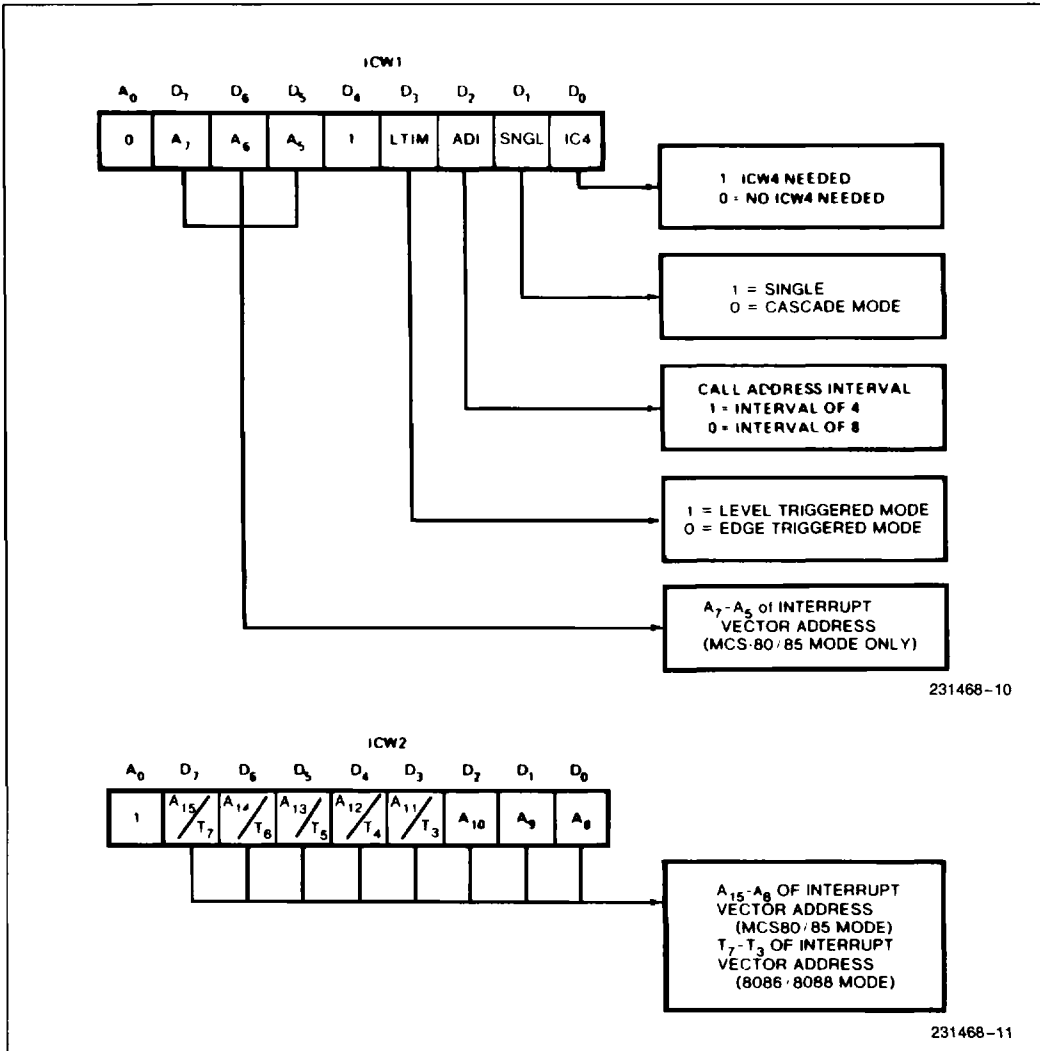 ICW1
A0 D7 D6 D5 D4 D3 D2 D1 D0
0 A7 A6 A5 1 LTIM ADI SNGL IC4
1 ICW4 NEEDED
0 = NO ICW4 NEEDED
1 = SINGLE
0 = CASCADE MODE
CALL ADDRESS INTERVAL
1 = INTERVAL OF 4
0 = INTERVAL OF 8
1 = LEVEL TRIGGERED MODE
0 = EDGE TRIGGERED MODE
A7-A5 of INTERRUPT
VECTOR ADDRESS
(MCS-80/85 MODE ONLY)
231468-10
ICW2
A0 D7 D6 D5 D4 D3 D2 D1 D0
1 A15/T7 A14/T6 A13/T5 A12/T4 A11/T3 A10 A9 A8
A15-A8 OF INTERRUPT
VECTOR ADDRESS
(MCS80/85 MODE)
T7-T3 OF INTERRUPT
VECTOR ADDRESS
(8086/8088 MODE)
231468-11